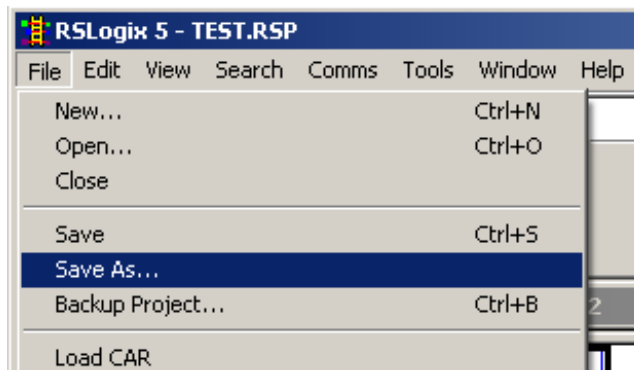 RSLogix 5 - TEST.RSP
File Edit View Search Comms Tools Window Help
New... Ctrl+N
Open... Ctrl+O
Close
Save Ctrl+S
Save As...
Backup Project... Ctrl+B
2
Load CAR